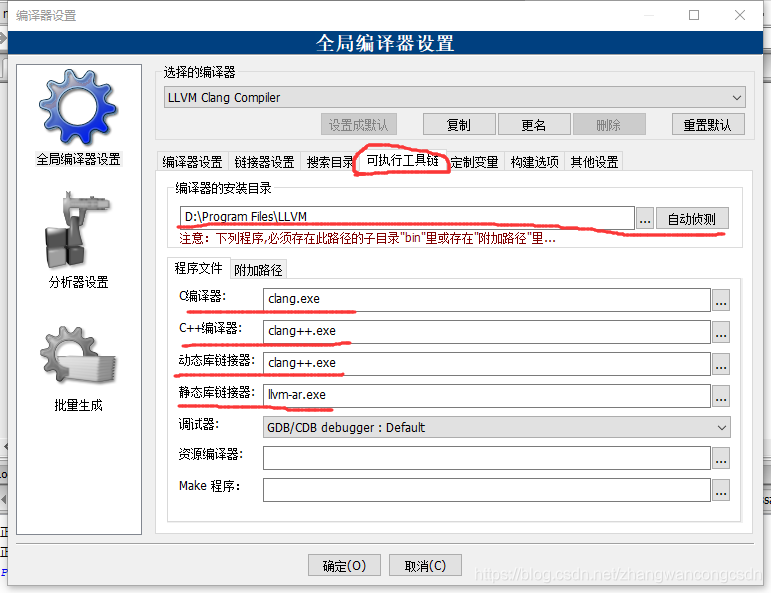 编译器设置
全局编译器设置
全局编译器设置
分析器设置
批量生成
选择的编译器
LLVM Clang Compiler
设置成默认 复制 更名 删除 重置默认
编译器设置 链接器设置 搜索目录 可执行工具链 定制变量 构建选项 其他设置
编译器的安装目录
D:\Program Files\LLVM ... 自动侦测
注意：下列程序,必须存在此路径的子目录"bin"里或存在"附加路径"里...
程序文件 附加路径
C编译器: clang.exe ...
C++编译器: clang++.exe ...
动态库链接器: clang++.exe ...
静态库链接器: llvm-ar.exe ...
调试器: GDB/CDB debugger : Default
资源编译器: ...
Make 程序: ...
确定(O) 取消(C)
https://blog.csdn.net/zhangwancongcsdn